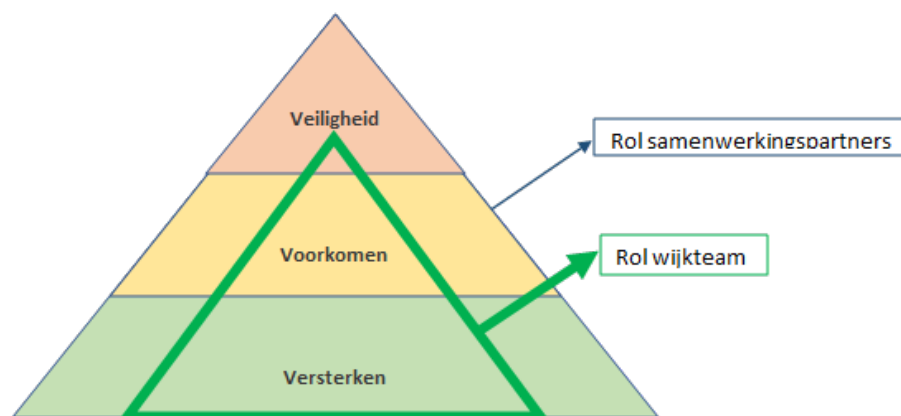 Veiligheid
Rol samenwerkingspartners
Voorkomen
Rol wijkteam
Versterken